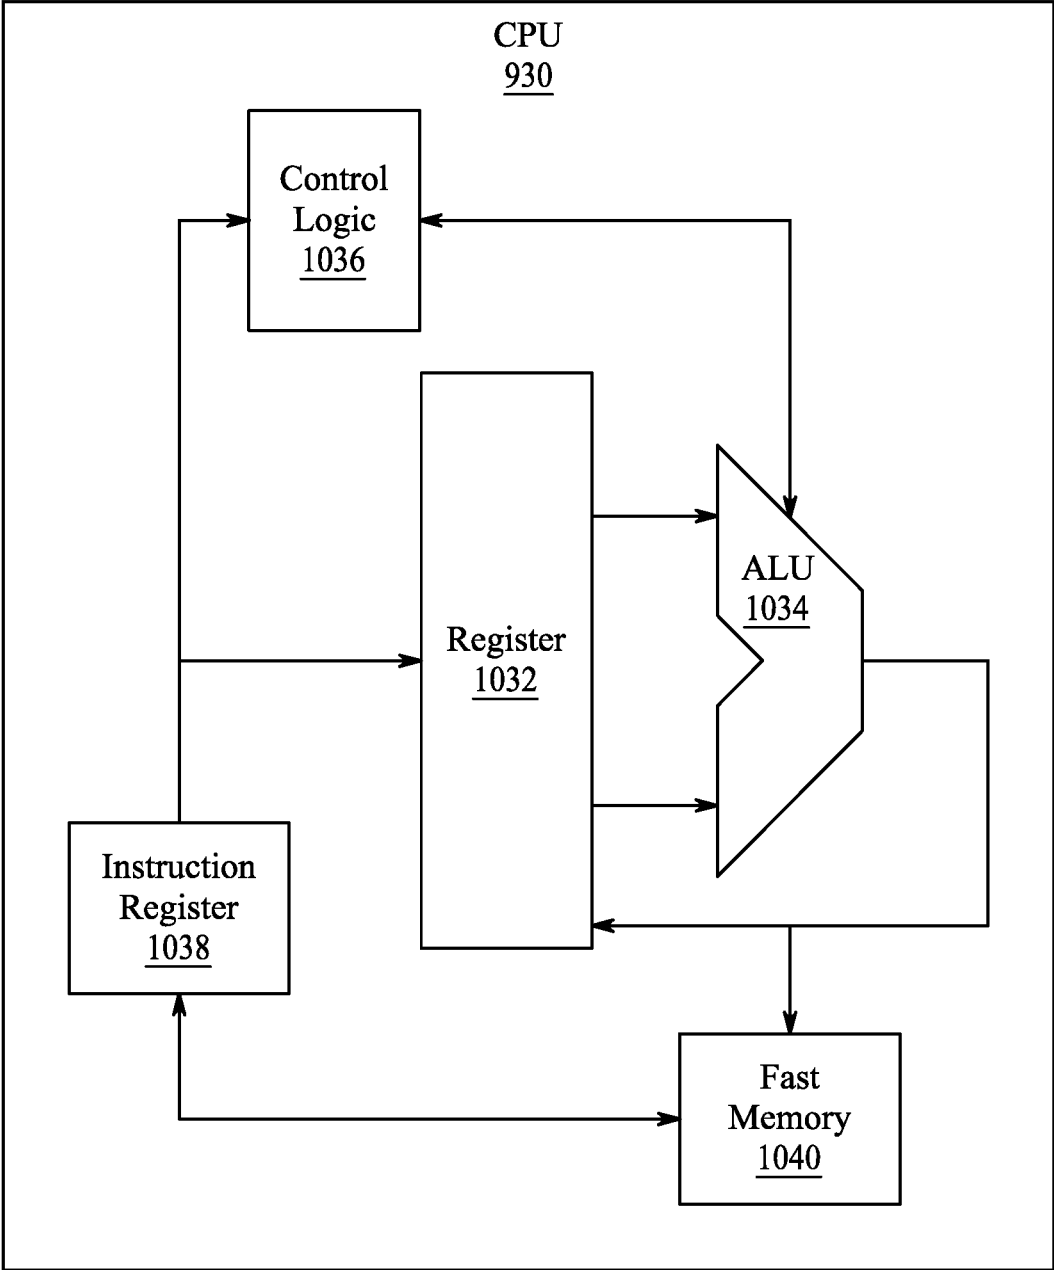 CPU
930
Control
Logic
1036
ALU
1034
Register
1032
Instruction
Register
1038
Fast
Memory
1040